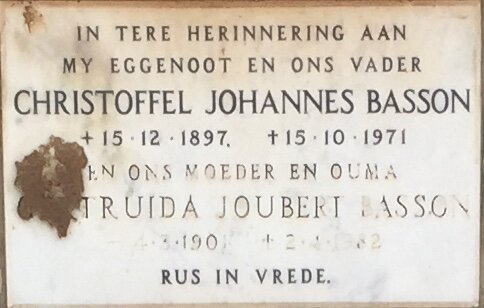 IN TERE HERINNERING AAN
MY EGGENOOT EN ONS VADER
CHRISTOFFEL JOHANNES BASSON
+ 15 · 12 · 1897. † 15 · 10 · 1971
EN ONS MOEDER EN OUMA
JOUBERT BASSON
RUS IN VREDE.